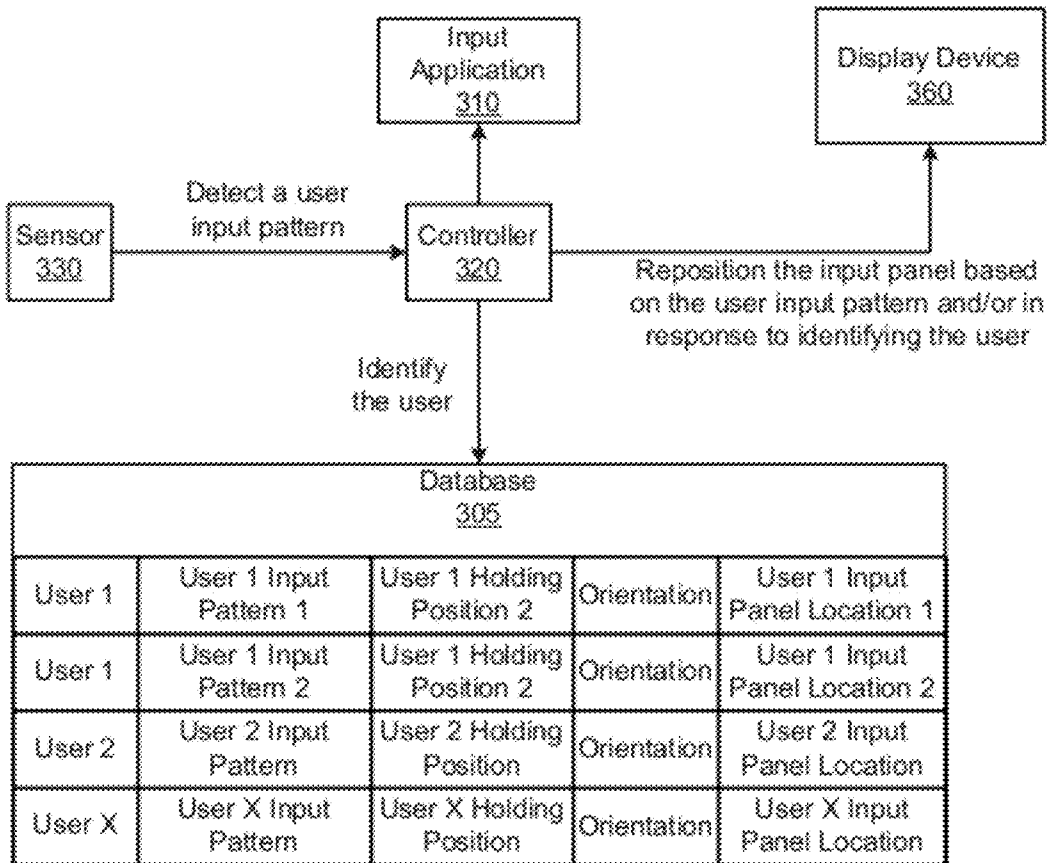 Input
Application
310
Display Device
360
Detect a user
input pattern
Sensor
330
Controller
320
Reposition the input panel based
on the user input pattern and/or in
response to identifying the user
Identify
the user
Database
305
User 1
User 1 Input
Pattern 1
User 1 Holding
Position 2
Orientation
User 1 Input
Panel Location 1
User 1
User 1 Input
Pattern 2
User 1 Holding
Position 2
Orientation
User 1 Input
Panel Location 2
User 2
User 2 Input
Pattern
User 2 Holding
Position
Orientation
User 2 Input
Panel Location
User X
User X Input
Pattern
User X Holding
Position
Orientation
User X Input
Panel Location